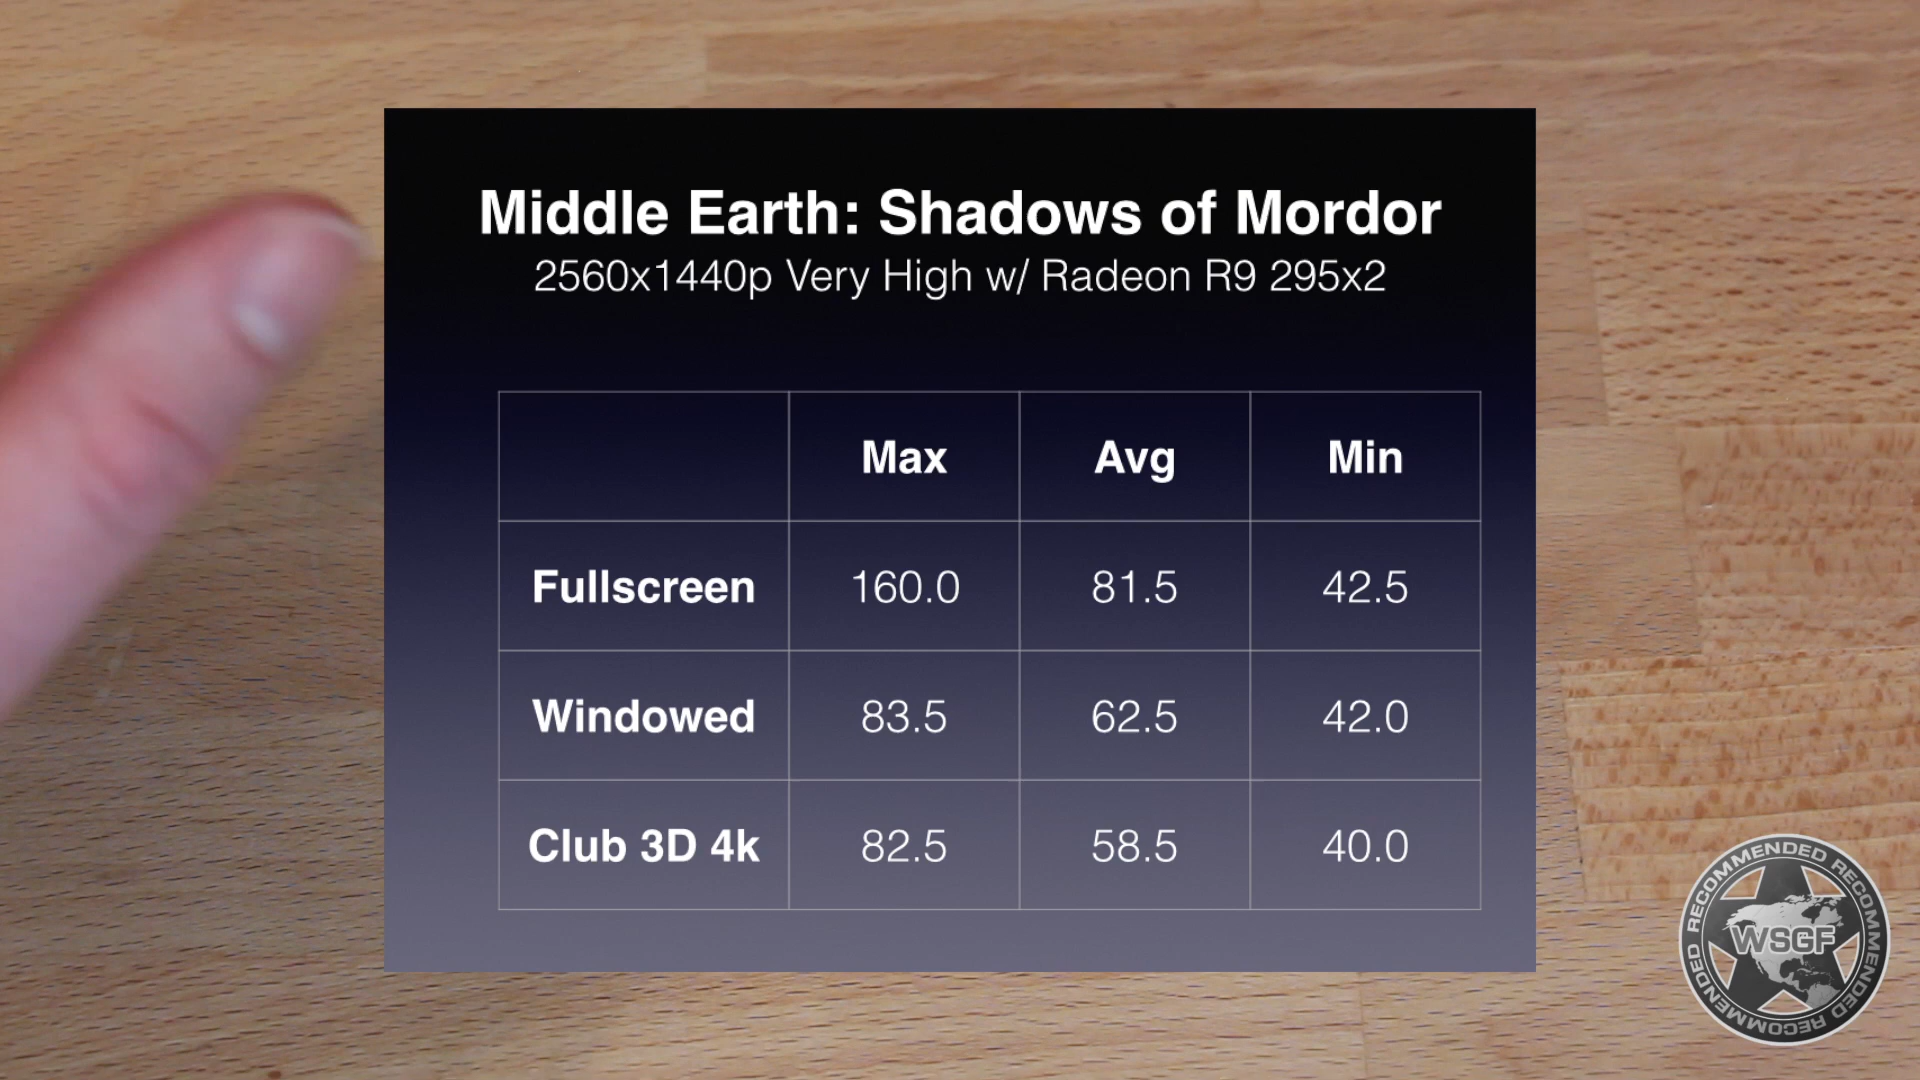 Middle Earth: Shadows of Mordor
2560x1440p Very High w/ Radeon R9 295x2
Max Avg Min
Fullscreen 160.0 81.5 42.5
Windowed 83.5 62.5 42.0
Club 3D 4k 82.5 58.5 40.0
RECOMMENDED RECOMMENDED RECOMMENDED
WSGF